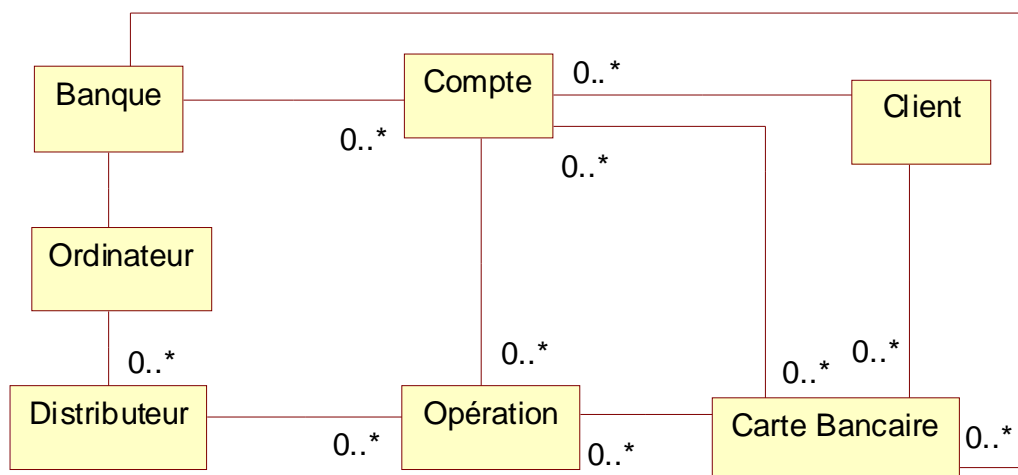 0..*
Banque
Compte
Client
0..*
0..*
Ordinateur
0..*
0..*
0..*
0..*
Distributeur
Opération
Carte Bancaire
0..*
0..*
0..*